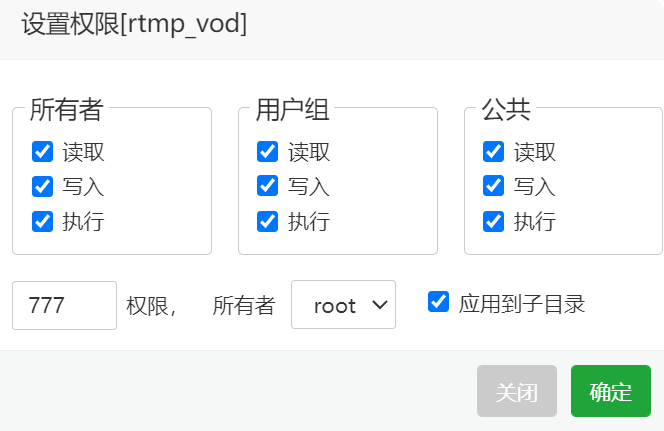 设置权限[rtmp_vod]
所有者 用户组 公共
读取 读取 读取
写入 写入 写入
执行 执行 执行
777 权限， 所有者 root 应用到子目录
关闭 确定